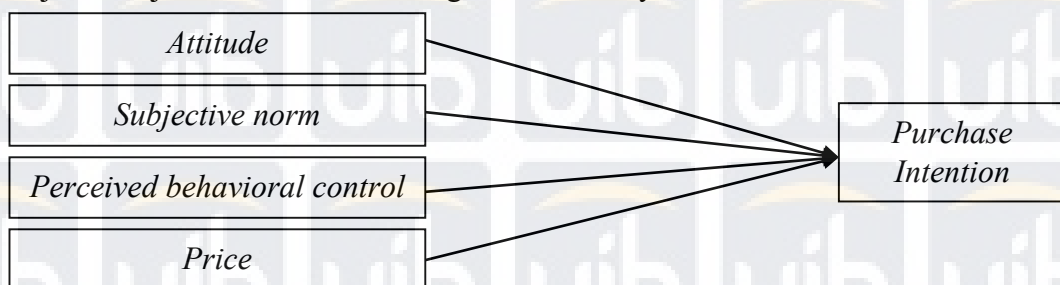 Attitude
Subjective norm
Perceived behavioral control
Price
Purchase
Intention